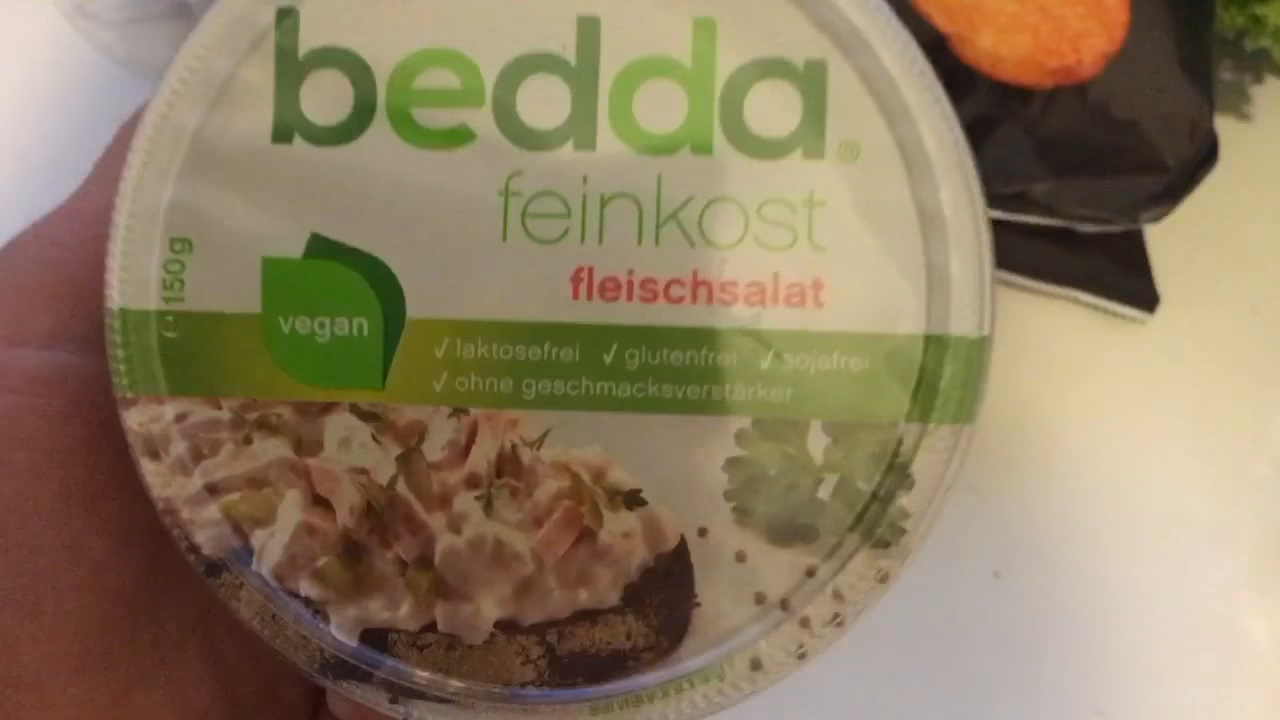 bedda®
feinkost
fleischsalat
150g
vegan
✓ laktosefrei ✓ glutenfrei ✓ sojafrei
✓ ohne geschmacksverstärker